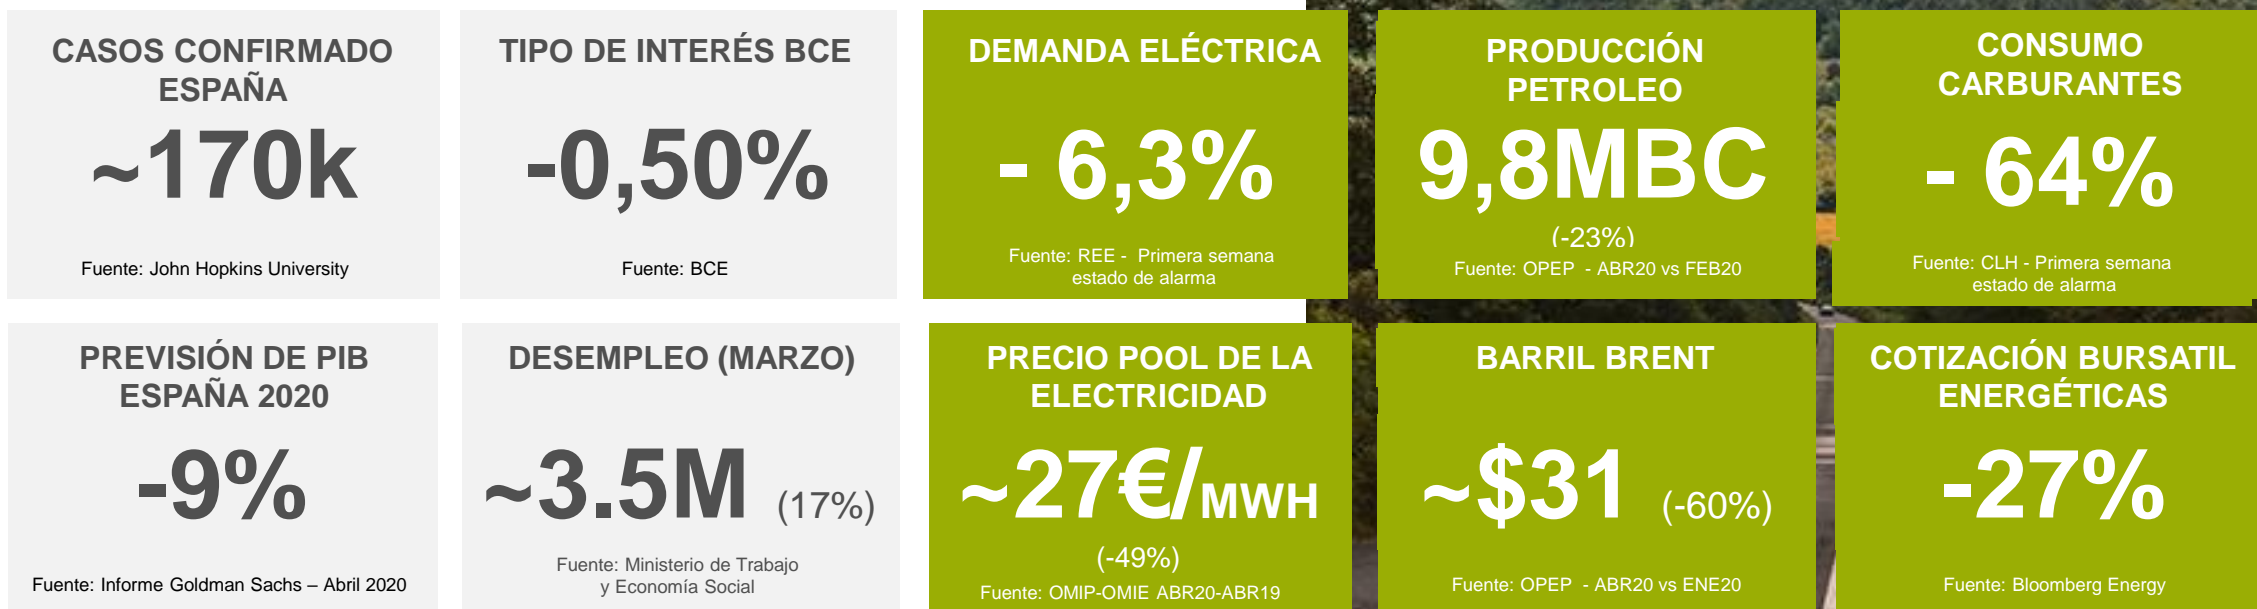 CASOS CONFIRMADO
ESPAÑA
~170k
Fuente: John Hopkins University
TIPO DE INTERÉS BCE
-0,50%
Fuente: BCE
DEMANDA ELÉCTRICA
- 6,3%
Fuente: REE - Primera semana
estado de alarma
PRODUCCIÓN
PETROLEO
9,8MBC
(-23%)
Fuente: OPEP - ABR20 vs FEB20
CONSUMO
CARBURANTES
- 64%
Fuente: CLH - Primera semana
estado de alarma
PREVISIÓN DE PIB
ESPAÑA 2020
-9%
Fuente: Informe Goldman Sachs – Abril 2020
DESEMPLEO (MARZO)
~3.5M (17%)
Fuente: Ministerio de Trabajo
y Economía Social
PRECIO POOL DE LA
ELECTRICIDAD
~27€/MWH
(-49%)
Fuente: OMIP-OMIE ABR20-ABR19
BARRIL BRENT
~$31 (-60%)
Fuente: OPEP - ABR20 vs ENE20
COTIZACIÓN BURSATIL
ENERGÉTICAS
-27%
Fuente: Bloomberg Energy